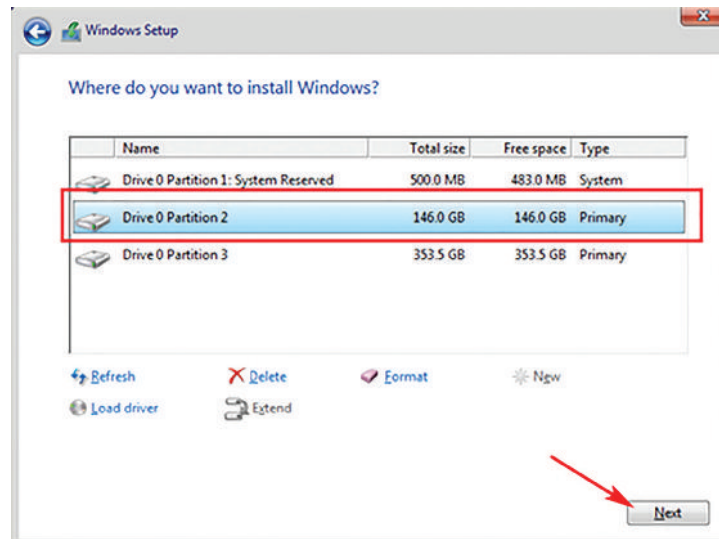 Windows Setup
Where do you want to install Windows?
Name Total size Free space Type
Drive 0 Partition 1: System Reserved 500.0 MB 483.0 MB System
Drive 0 Partition 2 146.0 GB 146.0 GB Primary
Drive 0 Partition 3 353.5 GB 353.5 GB Primary
Refresh Delete Format New
Load driver Extend
Next